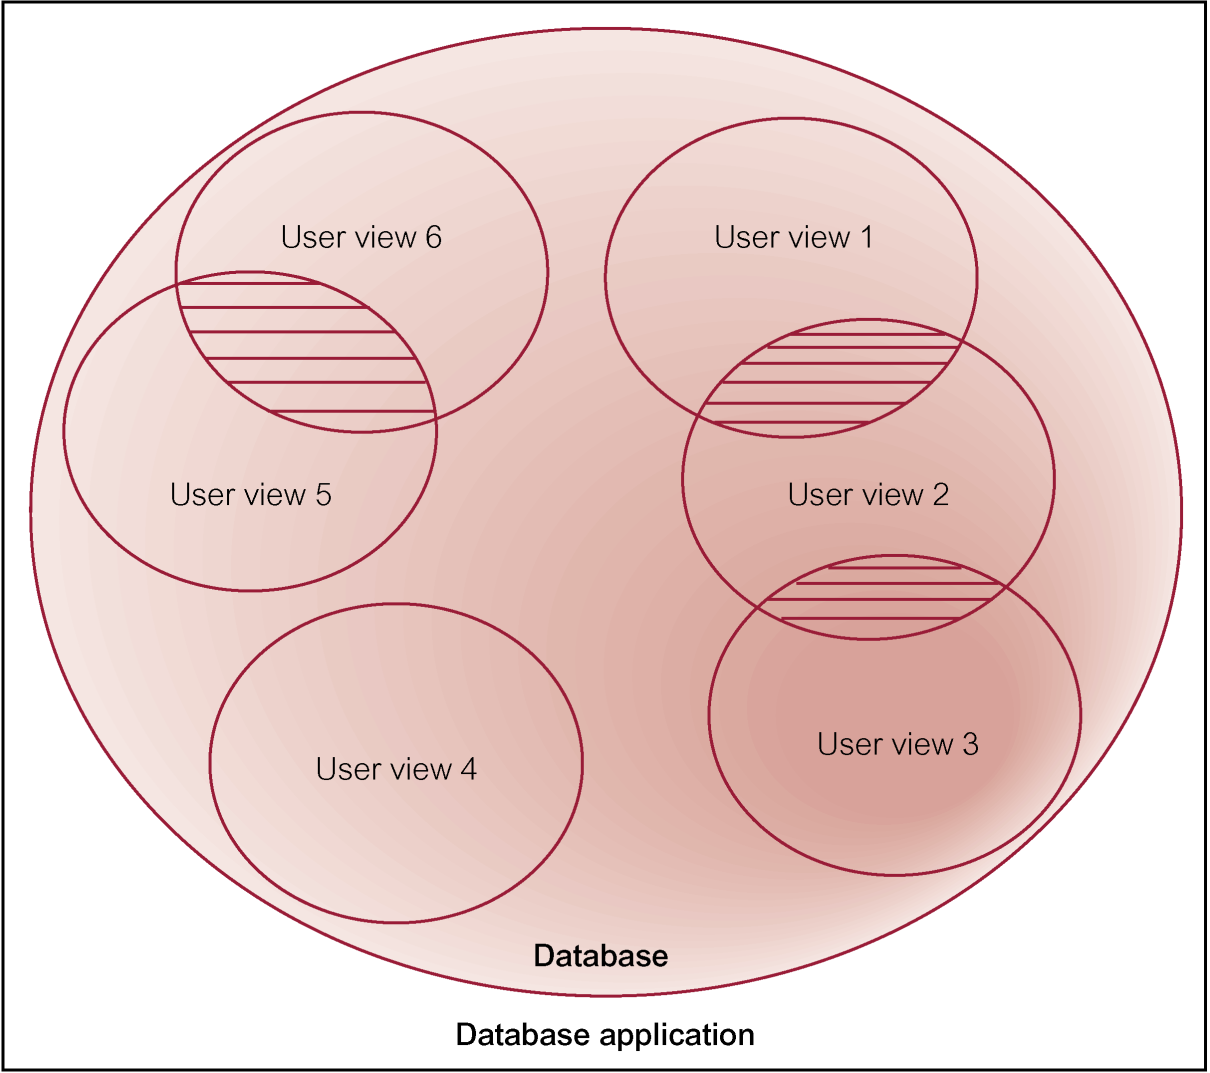 User view 6
User view 1
User view 5
User view 2
User view 3
User view 4
Database
Database application